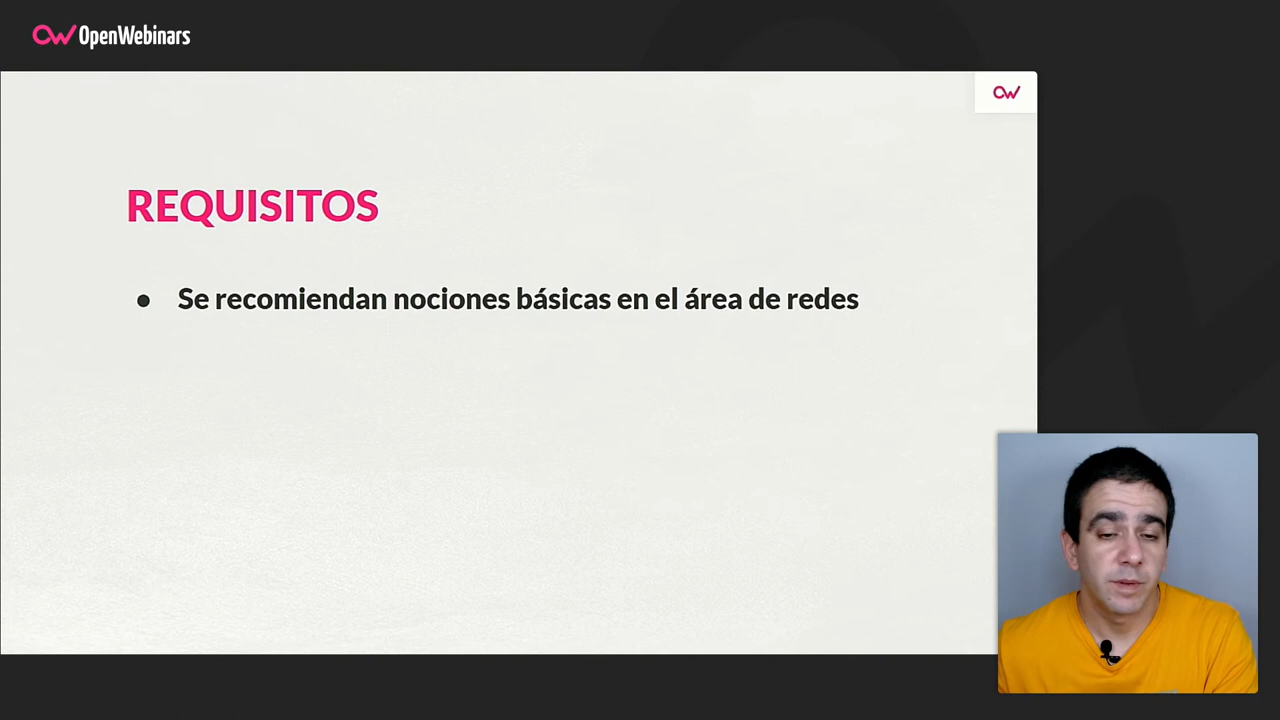 OpenWebinars
REQUISITOS
● Se recomiendan nociones básicas en el área de redes